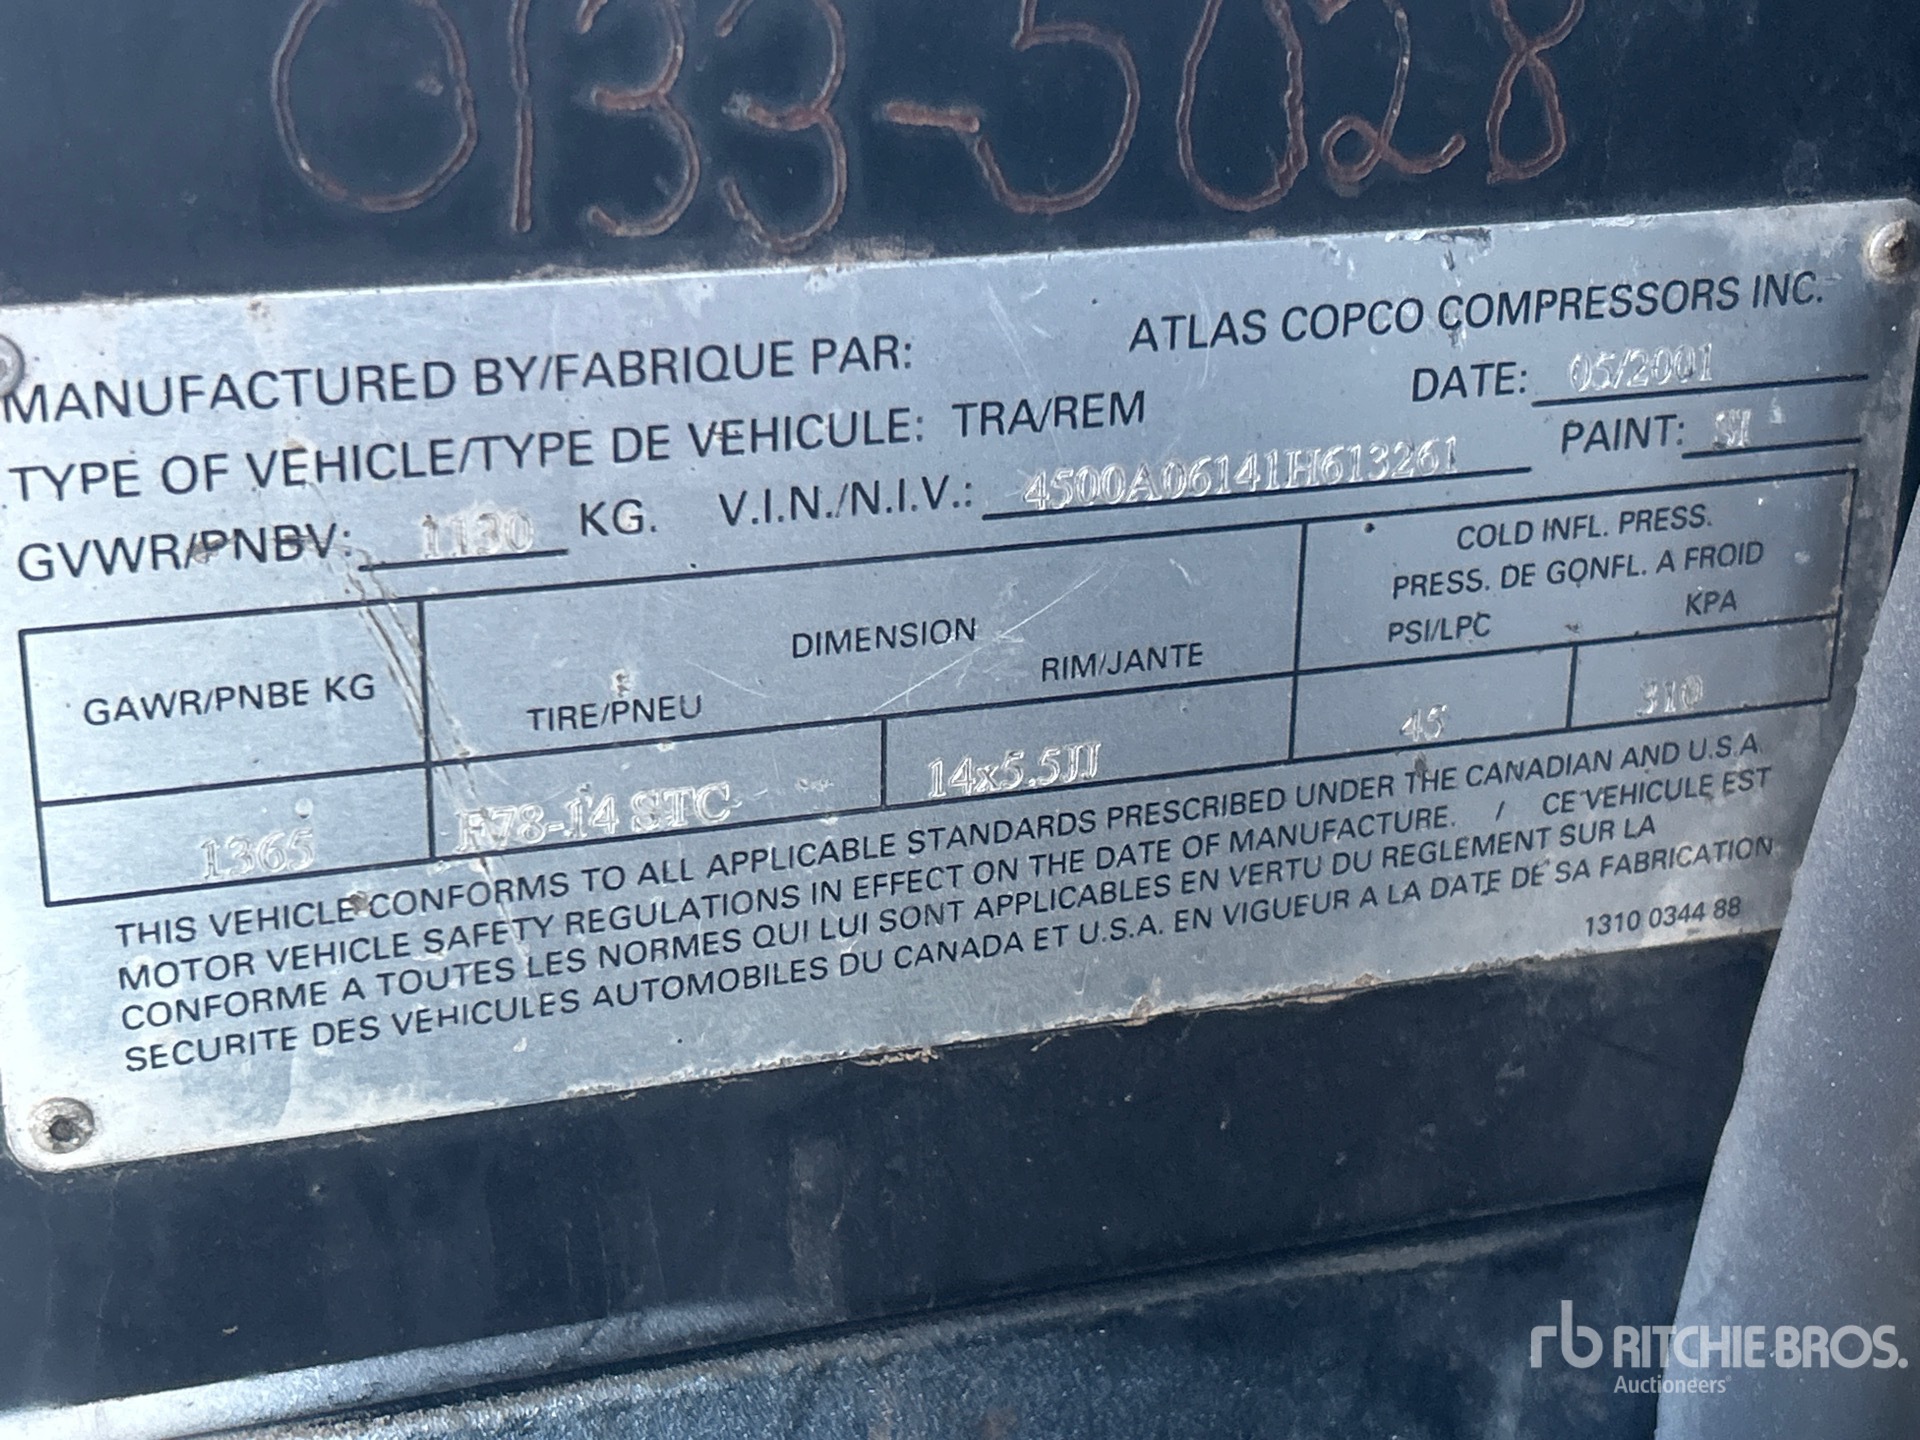 0133-5028
MANUFACTURED BY/FABRIQUE PAR: ATLAS COPCO COMPRESSORS INC.
TYPE OF VEHICLE/TYPE DE VEHICULE: TRA/REM DATE: 05/2001
GVWR/PNBV: 1130 KG. V.I.N./N.I.V.: 4500A06141H613261 PAINT:
GAWR/PNBE KG
DIMENSION
TIRE/PNEU RIM/JANTE
COLD INFL. PRESS.
PRESS. DE GONFL. A FROID
PSI/LPC KPA
1365 F78-14 STC 14x5.5JJ 45 310
THIS VEHICLE CONFORMS TO ALL APPLICABLE STANDARDS PRESCRIBED UNDER THE CANADIAN AND U.S.A.
MOTOR VEHICLE SAFETY REGULATIONS IN EFFECT ON THE DATE OF MANUFACTURE. / CE VEHICULE EST
CONFORME A TOUTES LES NORMES QUI LUI SONT APPLICABLES EN VERTU DU REGLEMENT SUR LA
SECURITE DES VEHICULES AUTOMOBILES DU CANADA ET U.S.A. EN VIGUEUR A LA DATE DE SA FABRICATION
1310 0344 88
rb RITCHIE BROS.
Auctioneers